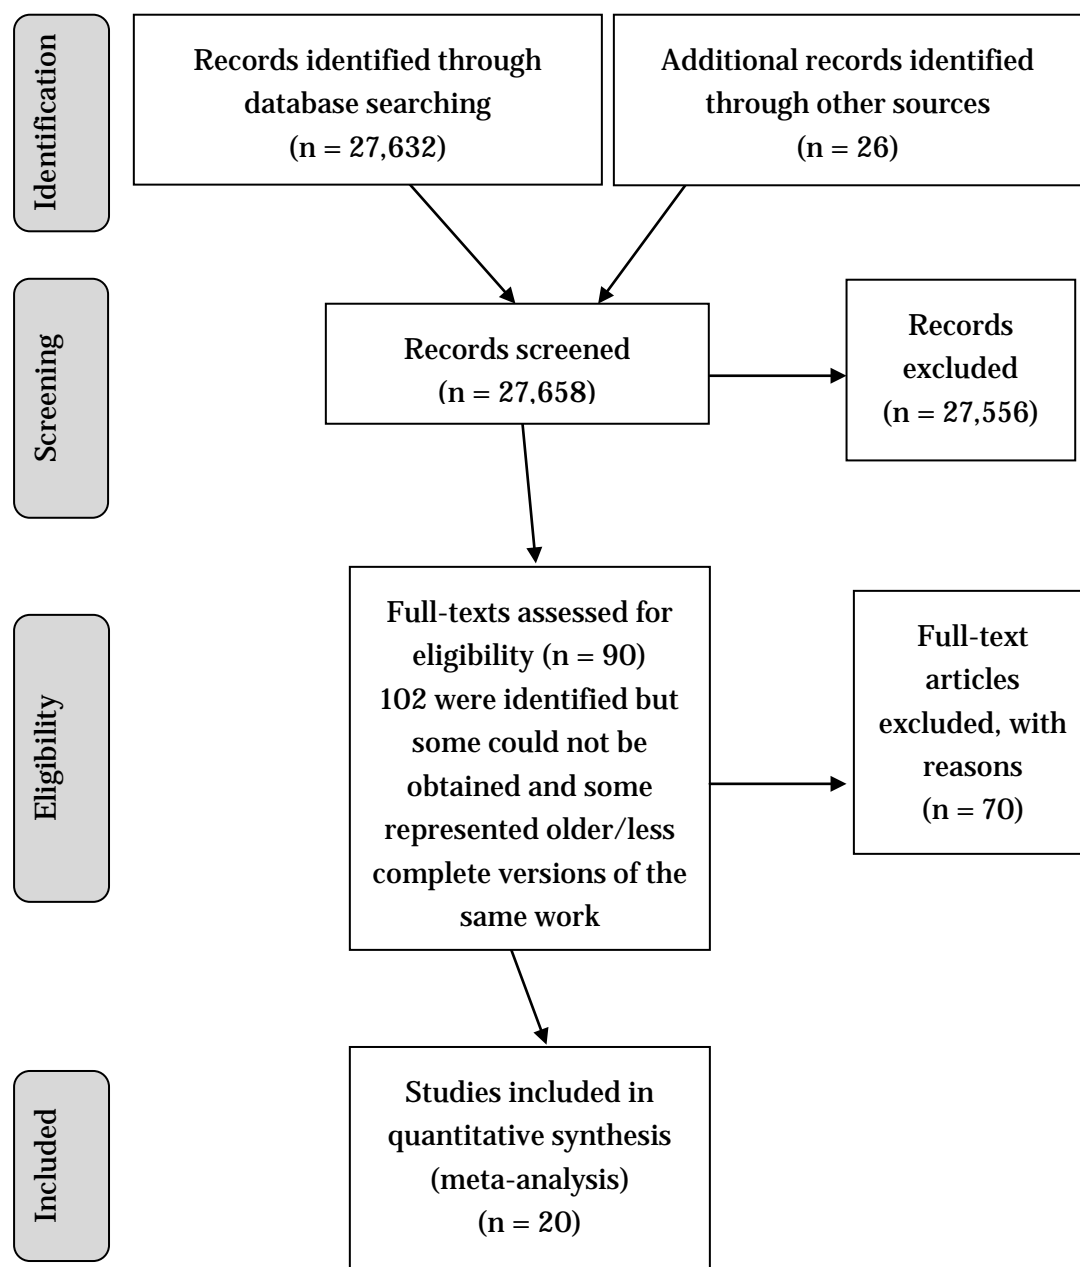 Identification
Records identified through
database searching
(n = 27,632)
Additional records identified
through other sources
(n = 26)
Screening
Records screened
(n = 27,658)
Records
excluded
(n = 27,556)
Eligibility
Full-texts assessed for
eligibility (n = 90)
102 were identified but
some could not be
obtained and some
represented older/less
complete versions of the
same work
Full-text
articles
excluded, with
reasons
(n = 70)
Included
Studies included in
quantitative synthesis
(meta-analysis)
(n = 20)